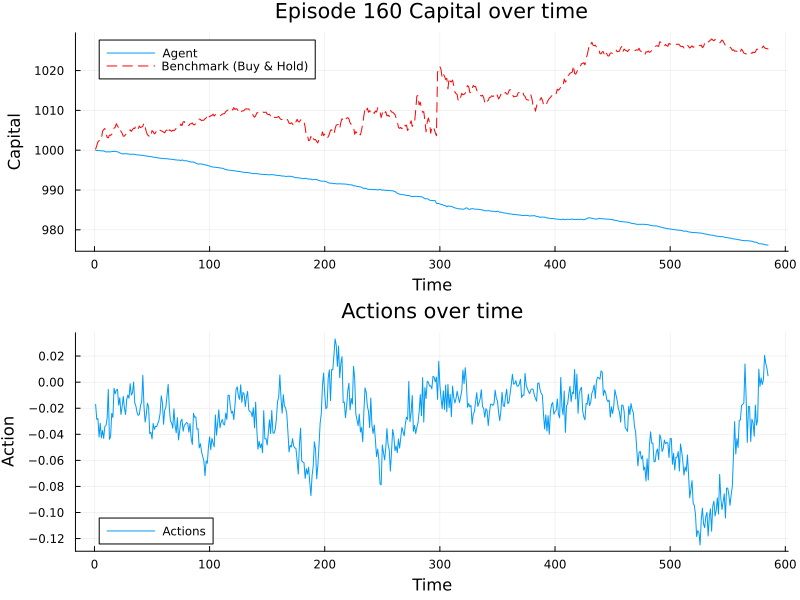 Episode 160 Capital over time
Agent
Benchmark (Buy & Hold)
1020
1010
1000
990
980
Capital
0 100 200 300 400 500 600
Time
Actions over time
0.02
0.00
−0.02
−0.04
−0.06
−0.08
−0.10
−0.12
Action
Actions
0 100 200 300 400 500 600
Time